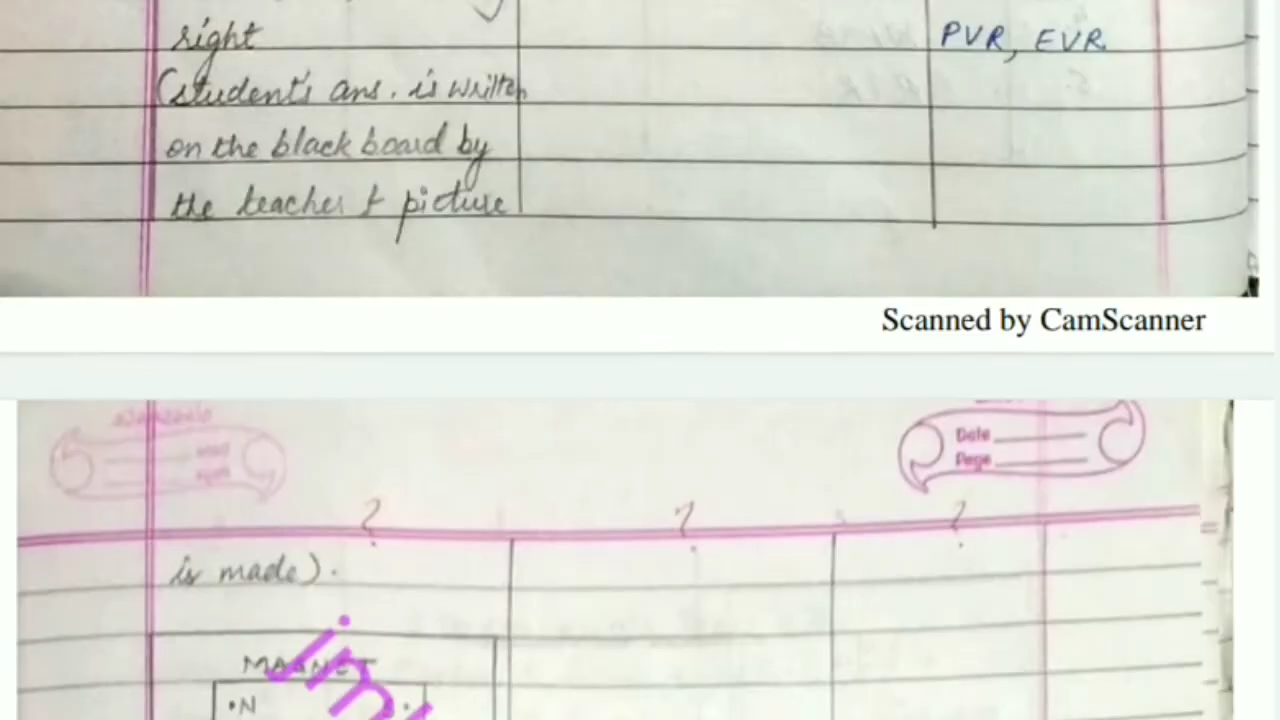 right
PVR, EVR.
(student's ans. is written
on the black board by
the teacher & picture
Scanned by CamScanner
Date
Page
? ? ?
is made).
MAGNET
•N